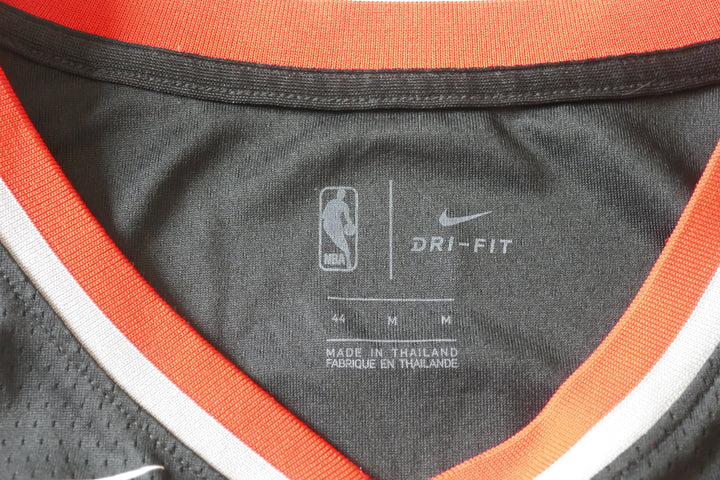 NBA
DRI-FIT
44 M M
MADE IN THAILAND
FABRIQUE EN THAILANDE